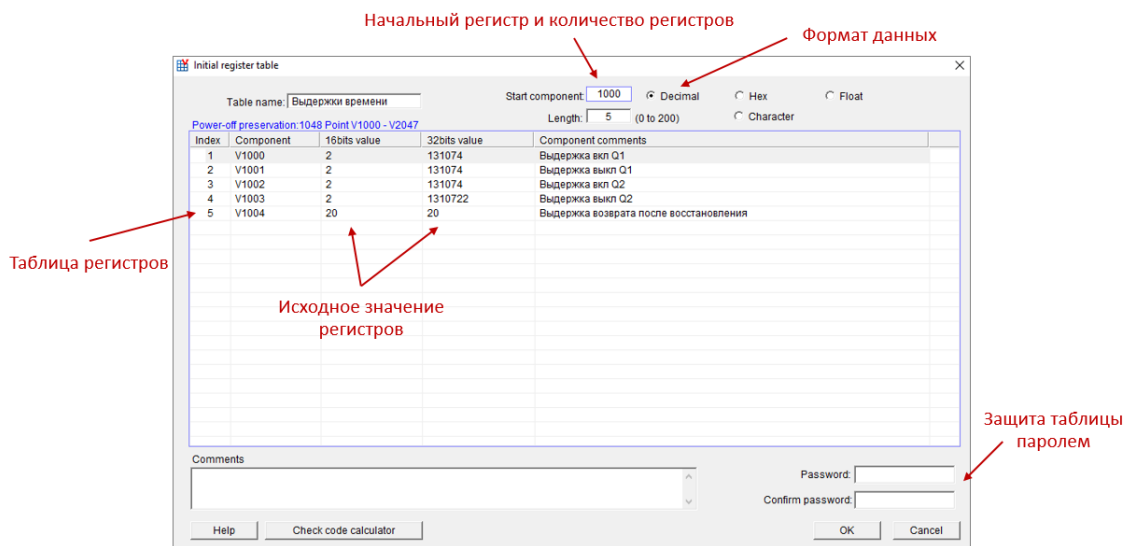 Начальный регистр и количество регистров
Формат данных
Initial register table
Table name: Выдержки времени
Start component: 1000 Decimal Hex Float
Length: 5 (0 to 200) Character
Power-off preservation:1048 Point V1000 - V2047
Index Component 16bits value 32bits value Component comments
1 V1000 2 131074 Выдержка вкл Q1
2 V1001 2 131074 Выдержка выкл Q1
3 V1002 2 131074 Выдержка вкл Q2
4 V1003 2 1310722 Выдержка выкл Q2
5 V1004 20 20 Выдержка возврата после восстановления
Таблица регистров
Исходное значение
регистров
Защита таблицы
паролем
Comments
Password:
Confirm password:
Help Check code calculator OK Cancel